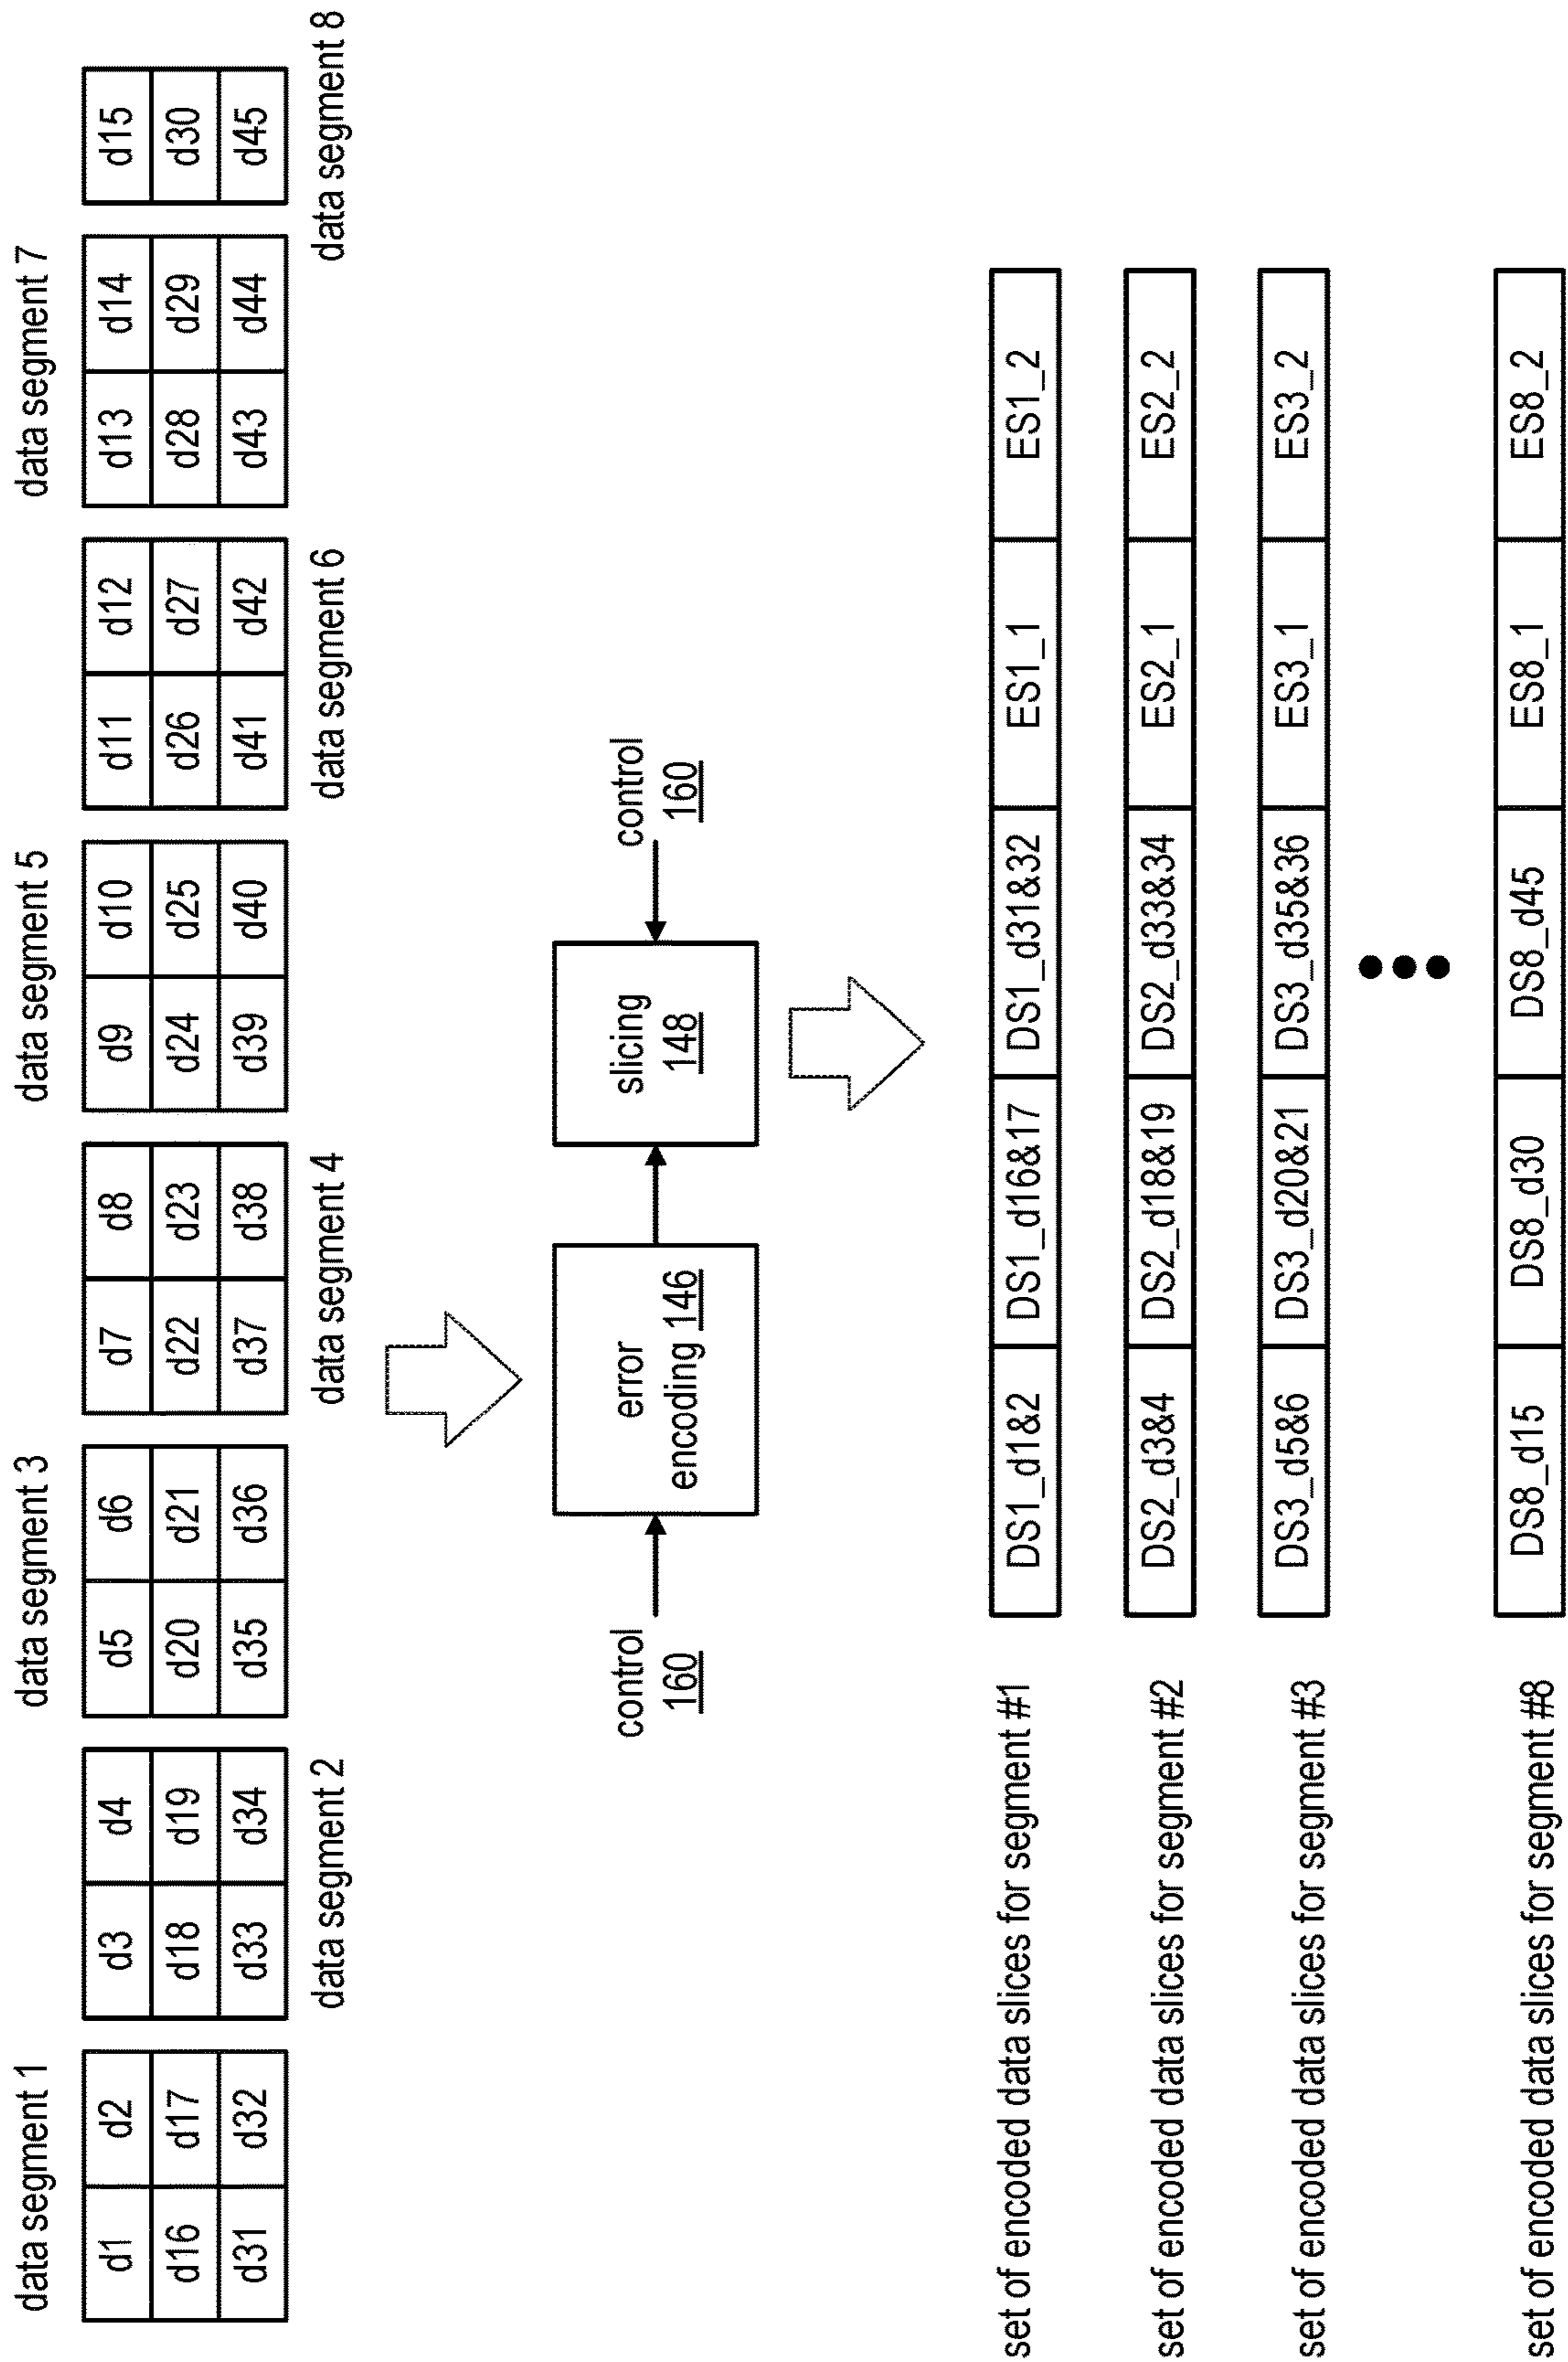 data segment 1 data segment 3 data segment 5 data segment 7
d1 d2 d3 d4 d5 d6 d7 d8 d9 d10 d11 d12 d13 d14 d15
d16 d17 d18 d19 d20 d21 d22 d23 d24 d25 d26 d27 d28 d29 d30
d31 d32 d33 d34 d35 d36 d37 d38 d39 d40 d41 d42 d43 d44 d45
data segment 2 data segment 4 data segment 6 data segment 8
control
160
error
encoding 146
slicing
148
control
160
set of encoded data slices for segment #1 DS1_d1&2 DS1_d16&17 DS1_d31&32 ES1_1 ES1_2
set of encoded data slices for segment #2 DS2_d3&4 DS2_d18&19 DS2_d33&34 ES2_1 ES2_2
set of encoded data slices for segment #3 DS3_d5&6 DS3_d20&21 DS3_d35&36 ES3_1 ES3_2
set of encoded data slices for segment #8 DS8_d15 DS8_d30 DS8_d45 ES8_1 ES8_2